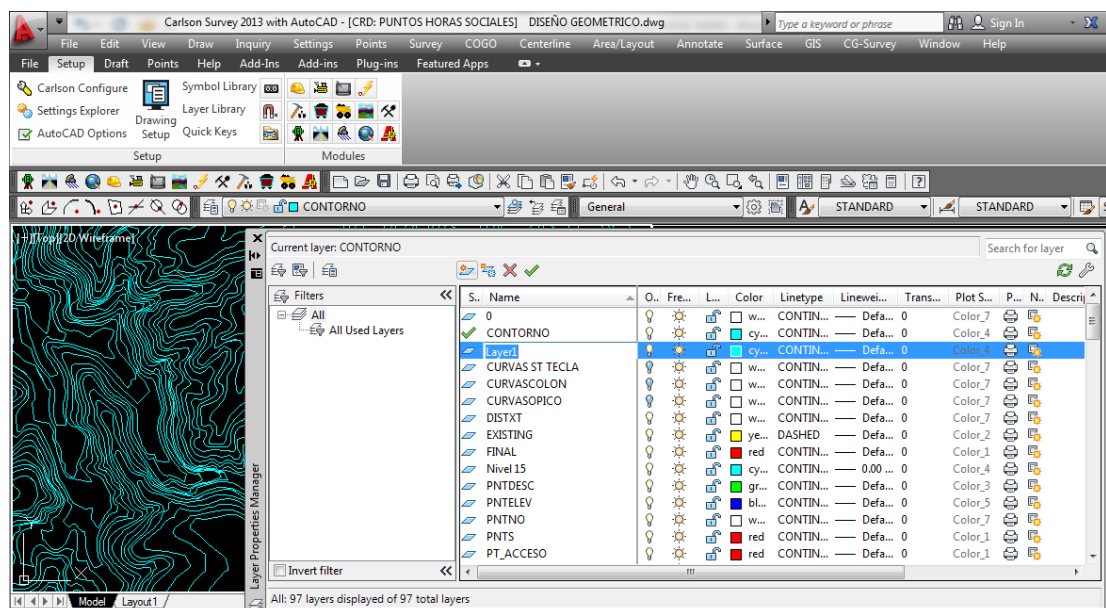 Carlson Survey 2013 with AutoCAD - [CRD: PUNTOS HORAS SOCIALES] DISEÑO GEOMETRICO.dwg Type a keyword or phrase Sign In
File Edit View Draw Inquiry Settings Points Survey COGO Centerline Area/Layout Annotate Surface GIS CG-Survey Window Help
File Setup Draft Points Help Add-Ins Add-ins Plug-ins Featured Apps
Carlson Configure
Settings Explorer
AutoCAD Options
Drawing
Setup
Symbol Library
Layer Library
Quick Keys
Setup Modules
CONTORNO General STANDARD STANDARD
[-][Top][2D Wireframe]
Current layer: CONTORNO Search for layer
Filters
All
All Used Layers
S.. Name O.. Fre... L... Color Linetype Linewei... Trans... Plot S... P... N.. Descrip
0 w... CONTIN... Defa... 0 Color_7
CONTORNO cy... CONTIN... Defa... 0 Color_4
Layer1 cy... CONTIN... Defa... 0 Color_4
CURVAS ST TECLA w... CONTIN... Defa... 0 Color_7
CURVASCOLON w... CONTIN... Defa... 0 Color_7
CURVASOPICO w... CONTIN... Defa... 0 Color_7
DISTXT w... CONTIN... Defa... 0 Color_7
EXISTING ye... DASHED Defa... 0 Color_2
FINAL red CONTIN... Defa... 0 Color_1
Nivel 15 cy... CONTIN... 0.00 ... 0 Color_4
PNTDESC gr... CONTIN... Defa... 0 Color_3
PNTELEV bl... CONTIN... Defa... 0 Color_5
PNTNO w... CONTIN... Defa... 0 Color_7
PNTS red CONTIN... Defa... 0 Color_1
PT_ACCESO red CONTIN... Defa... 0 Color_1
Layer Properties Manager
Invert filter
All: 97 layers displayed of 97 total layers
Model Layout1